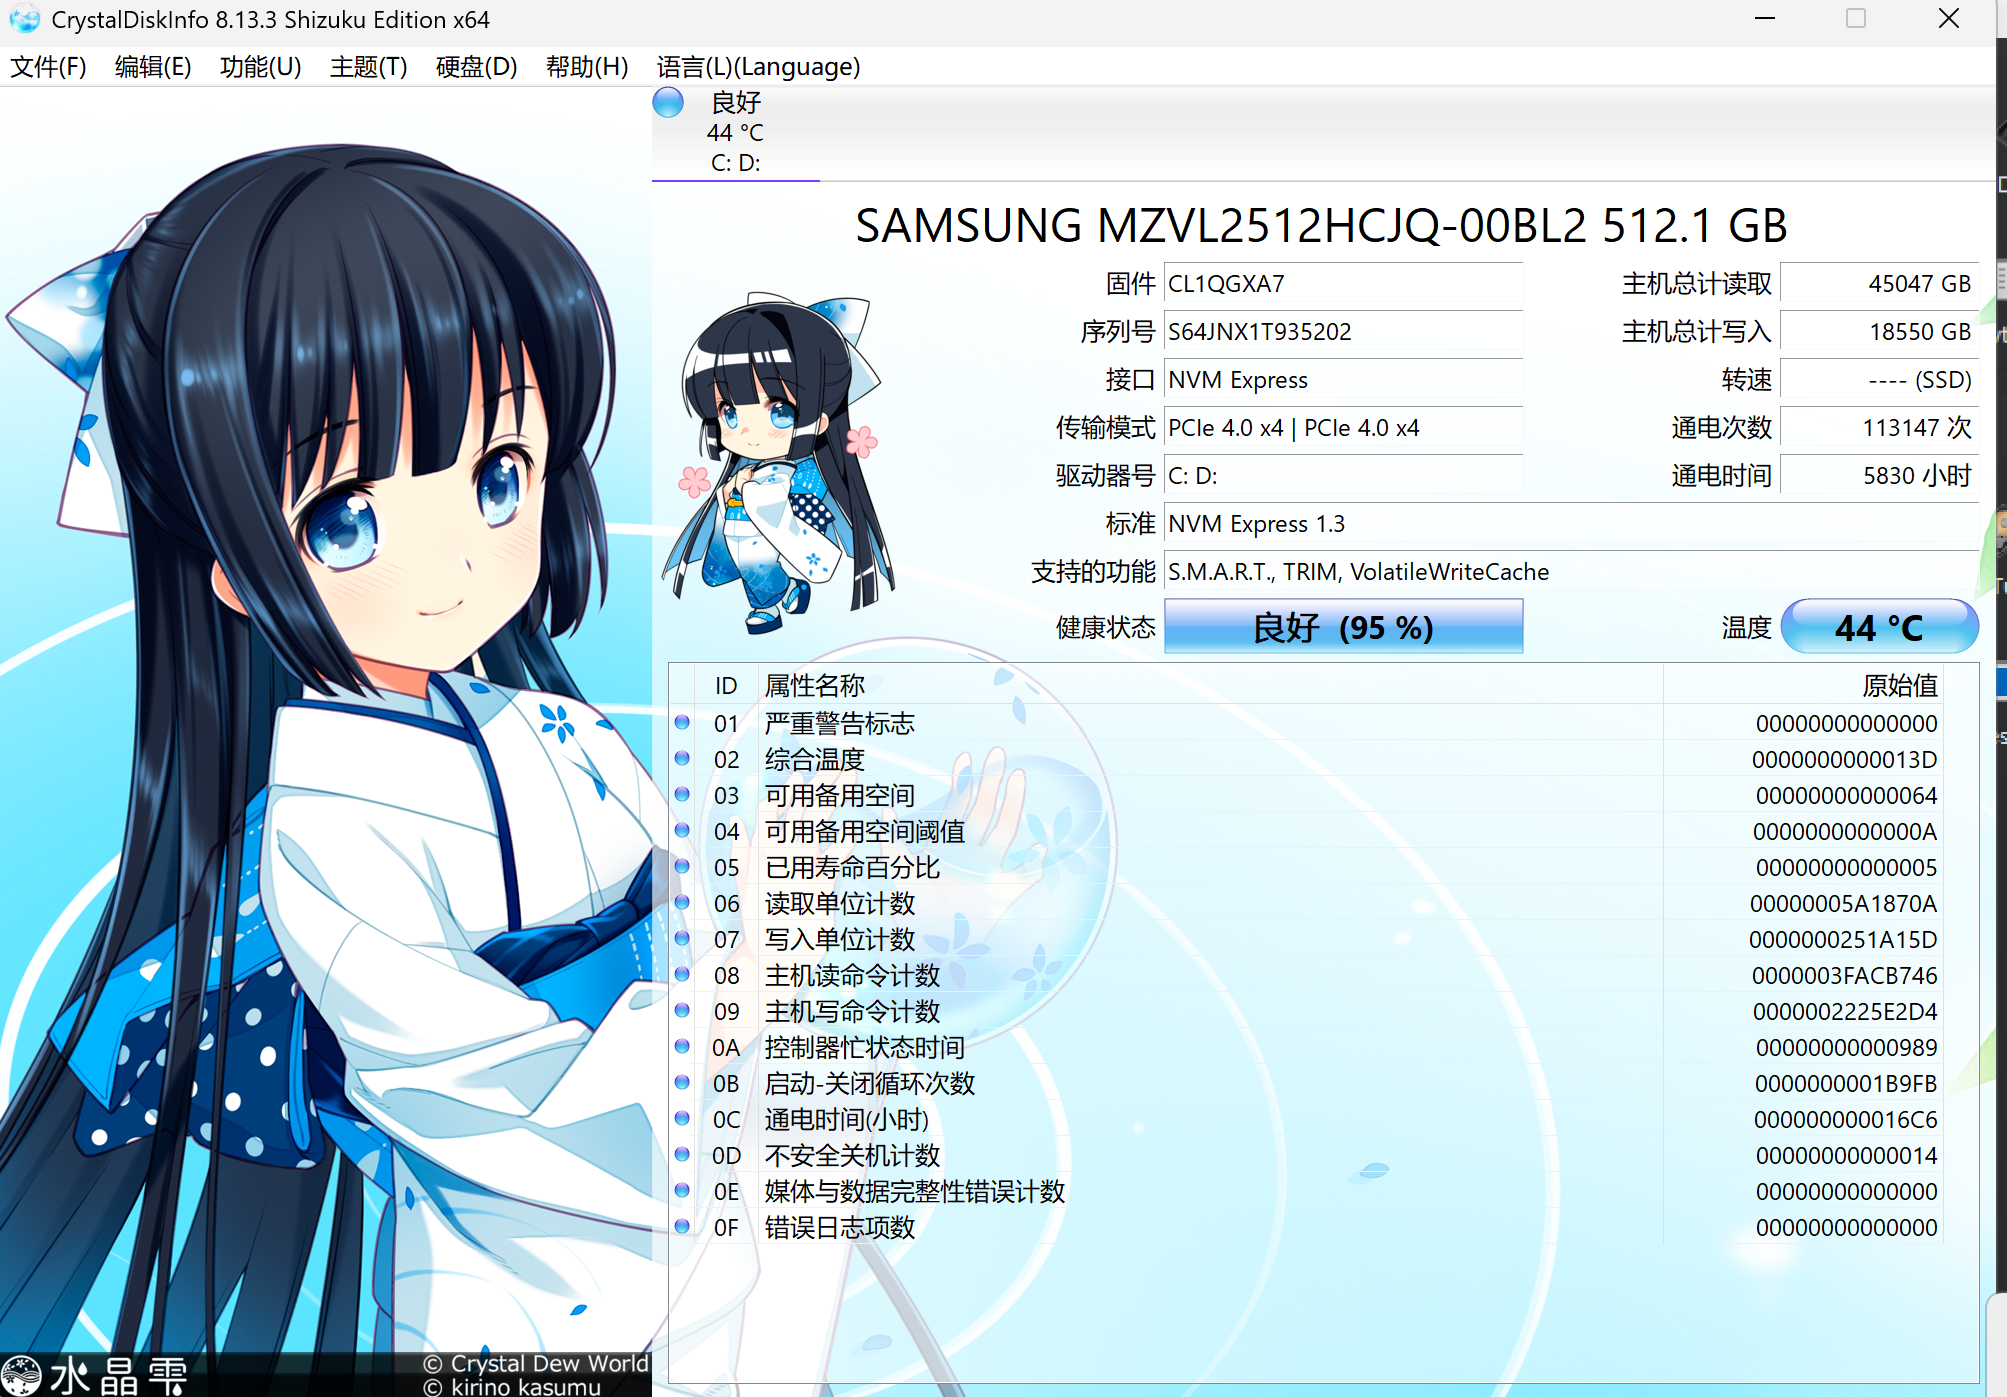 CrystalDiskInfo 8.13.3 Shizuku Edition x64
文件(F) 编辑(E) 功能(U) 主题(T) 硬盘(D) 帮助(H) 语言(L)(Language)
良好
44 °C
C: D:
SAMSUNG MZVL2512HCJQ-00BL2 512.1 GB
固件 CL1QGXA7 主机总计读取 45047 GB
序列号 S64JNX1T935202 主机总计写入 18550 GB
接口 NVM Express 转速 ---- (SSD)
传输模式 PCIe 4.0 x4 | PCIe 4.0 x4 通电次数 113147 次
驱动器号 C: D: 通电时间 5830 小时
标准 NVM Express 1.3
支持的功能 S.M.A.R.T., TRIM, VolatileWriteCache
健康状态 良好 (95 %) 温度 44 °C
ID 属性名称 原始值
01 严重警告标志 00000000000000
02 综合温度 0000000000013D
03 可用备用空间 00000000000064
04 可用备用空间阈值 0000000000000A
05 已用寿命百分比 00000000000005
06 读取单位计数 00000005A1870A
07 写入单位计数 0000000251A15D
08 主机读命令计数 0000003FACB746
09 主机写命令计数 0000002225E2D4
0A 控制器忙状态时间 00000000000989
0B 启动-关闭循环次数 0000000001B9FB
0C 通电时间(小时) 000000000016C6
0D 不安全关机计数 00000000000014
0E 媒体与数据完整性错误计数 00000000000000
0F 错误日志项数 00000000000000
水晶雫
© Crystal Dew World
© kirino kasumu